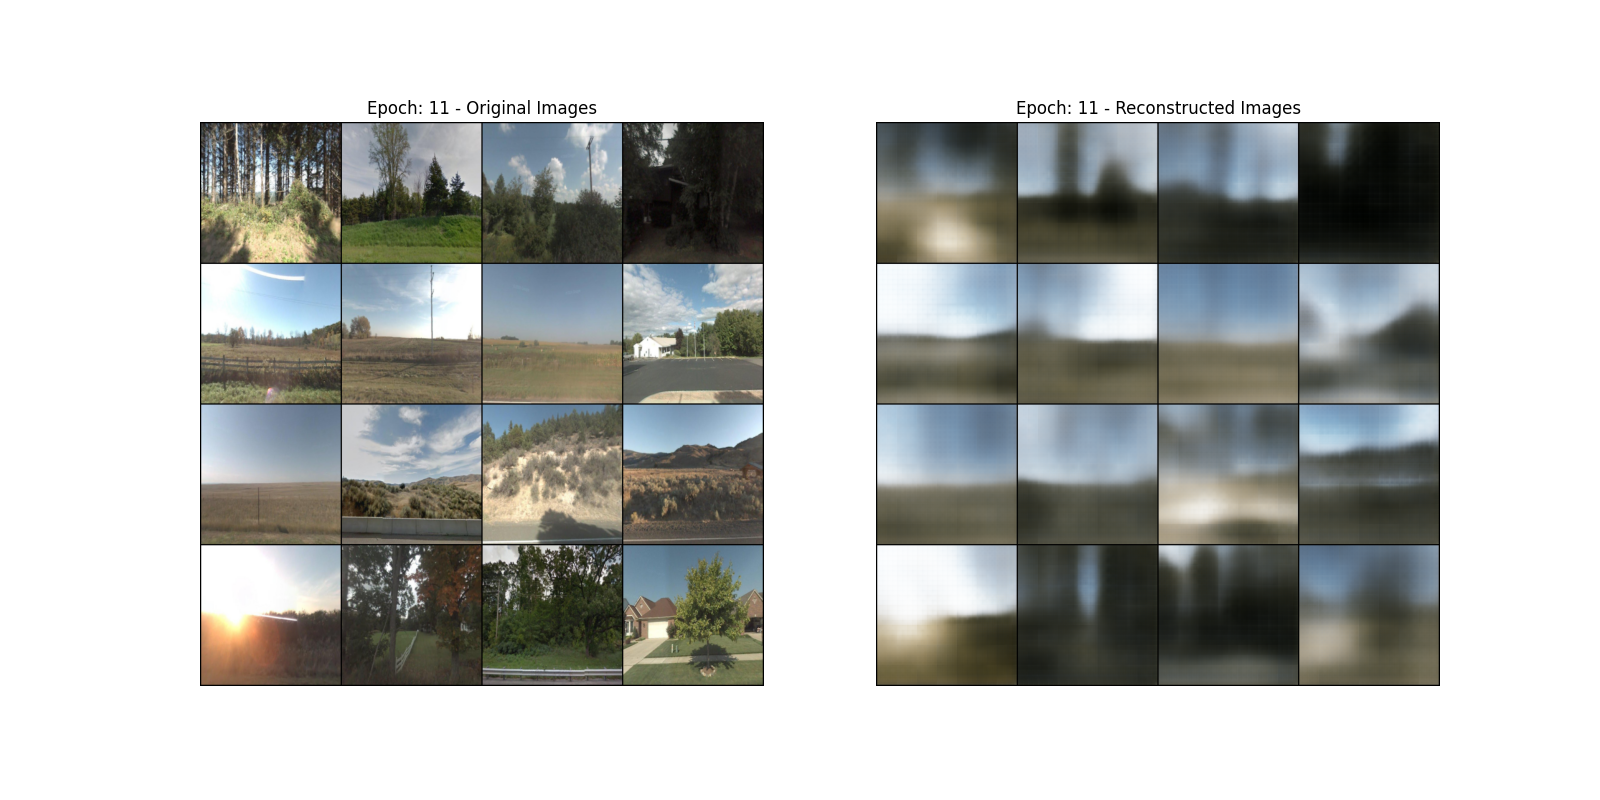 Epoch: 11 - Original Images
Epoch: 11 - Reconstructed Images